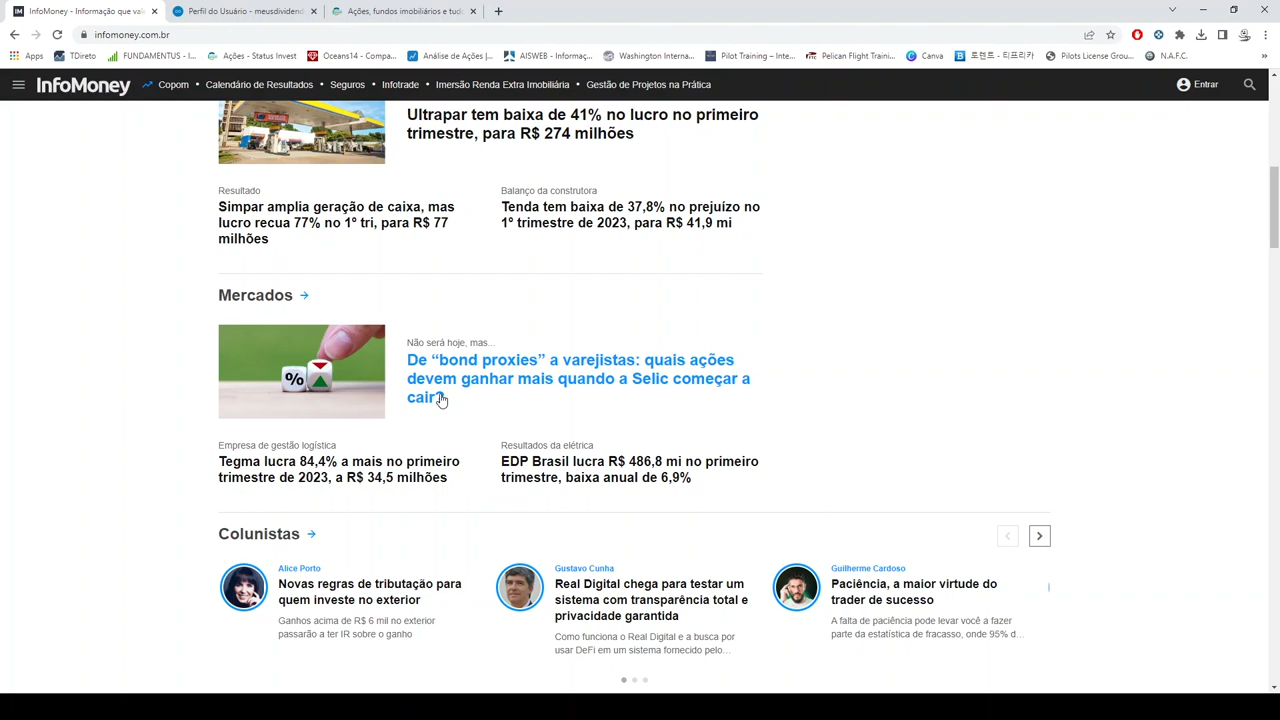 InfoMoney - Informação que val
Perfil do Usuário - meusdividend
Ações, fundos imobiliários e tud
infomoney.com.br
Apps
TDireto
FUNDAMENTUS - I...
Ações - Status Invest
Oceans14 - Compa...
Análise de Ações |...
AISWEB - Informaç...
Washington Interna...
Pilot Training – Inte...
Pelican Flight Traini...
Canva
토렌트 - 티프리카
Pilots License Grou...
N.A.F.C.
InfoMoney
Copom • Calendário de Resultados • Seguros • Infotrade • Imersão Renda Extra Imobiliária • Gestão de Projetos na Prática
Entrar
Ultrapar tem baixa de 41% no lucro no primeiro
trimestre, para R$ 274 milhões
Resultado
Simpar amplia geração de caixa, mas
lucro recua 77% no 1º tri, para R$ 77
milhões
Balanço da construtora
Tenda tem baixa de 37,8% no prejuízo no
1º trimestre de 2023, para R$ 41,9 mi
Mercados
%
Não será hoje, mas...
De “bond proxies” a varejistas: quais ações
devem ganhar mais quando a Selic começar a
cair?
Empresa de gestão logística
Tegma lucra 84,4% a mais no primeiro
trimestre de 2023, a R$ 34,5 milhões
Resultados da elétrica
EDP Brasil lucra R$ 486,8 mi no primeiro
trimestre, baixa anual de 6,9%
Colunistas
Alice Porto
Novas regras de tributação para
quem investe no exterior
Ganhos acima de R$ 6 mil no exterior
passarão a ter IR sobre o ganho
Gustavo Cunha
Real Digital chega para testar um
sistema com transparência total e
privacidade garantida
Como funciona o Real Digital e a busca por
usar DeFi em um sistema fornecido pelo...
Guilherme Cardoso
Paciência, a maior virtude do
trader de sucesso
A falta de paciência pode levar você a fazer
parte da estatística de fracasso, onde 95% d...